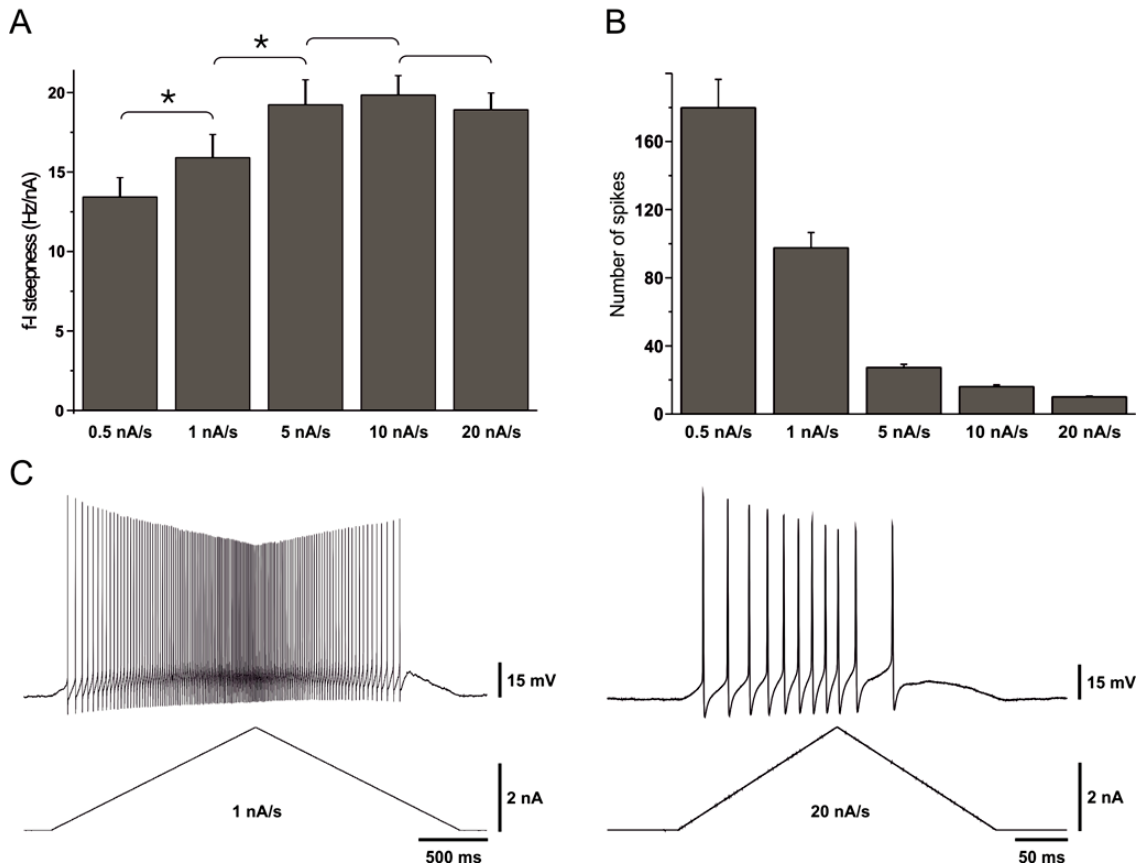 A
f-I steepness (Hz/nA)
20
15
10
5
0
*
*
0.5 nA/s
1 nA/s
5 nA/s
10 nA/s
20 nA/s
B
Number of spikes
160
120
80
40
0
0.5 nA/s
1 nA/s
5 nA/s
10 nA/s
20 nA/s
C
15 mV
2 nA
1 nA/s
500 ms
15 mV
2 nA
20 nA/s
50 ms